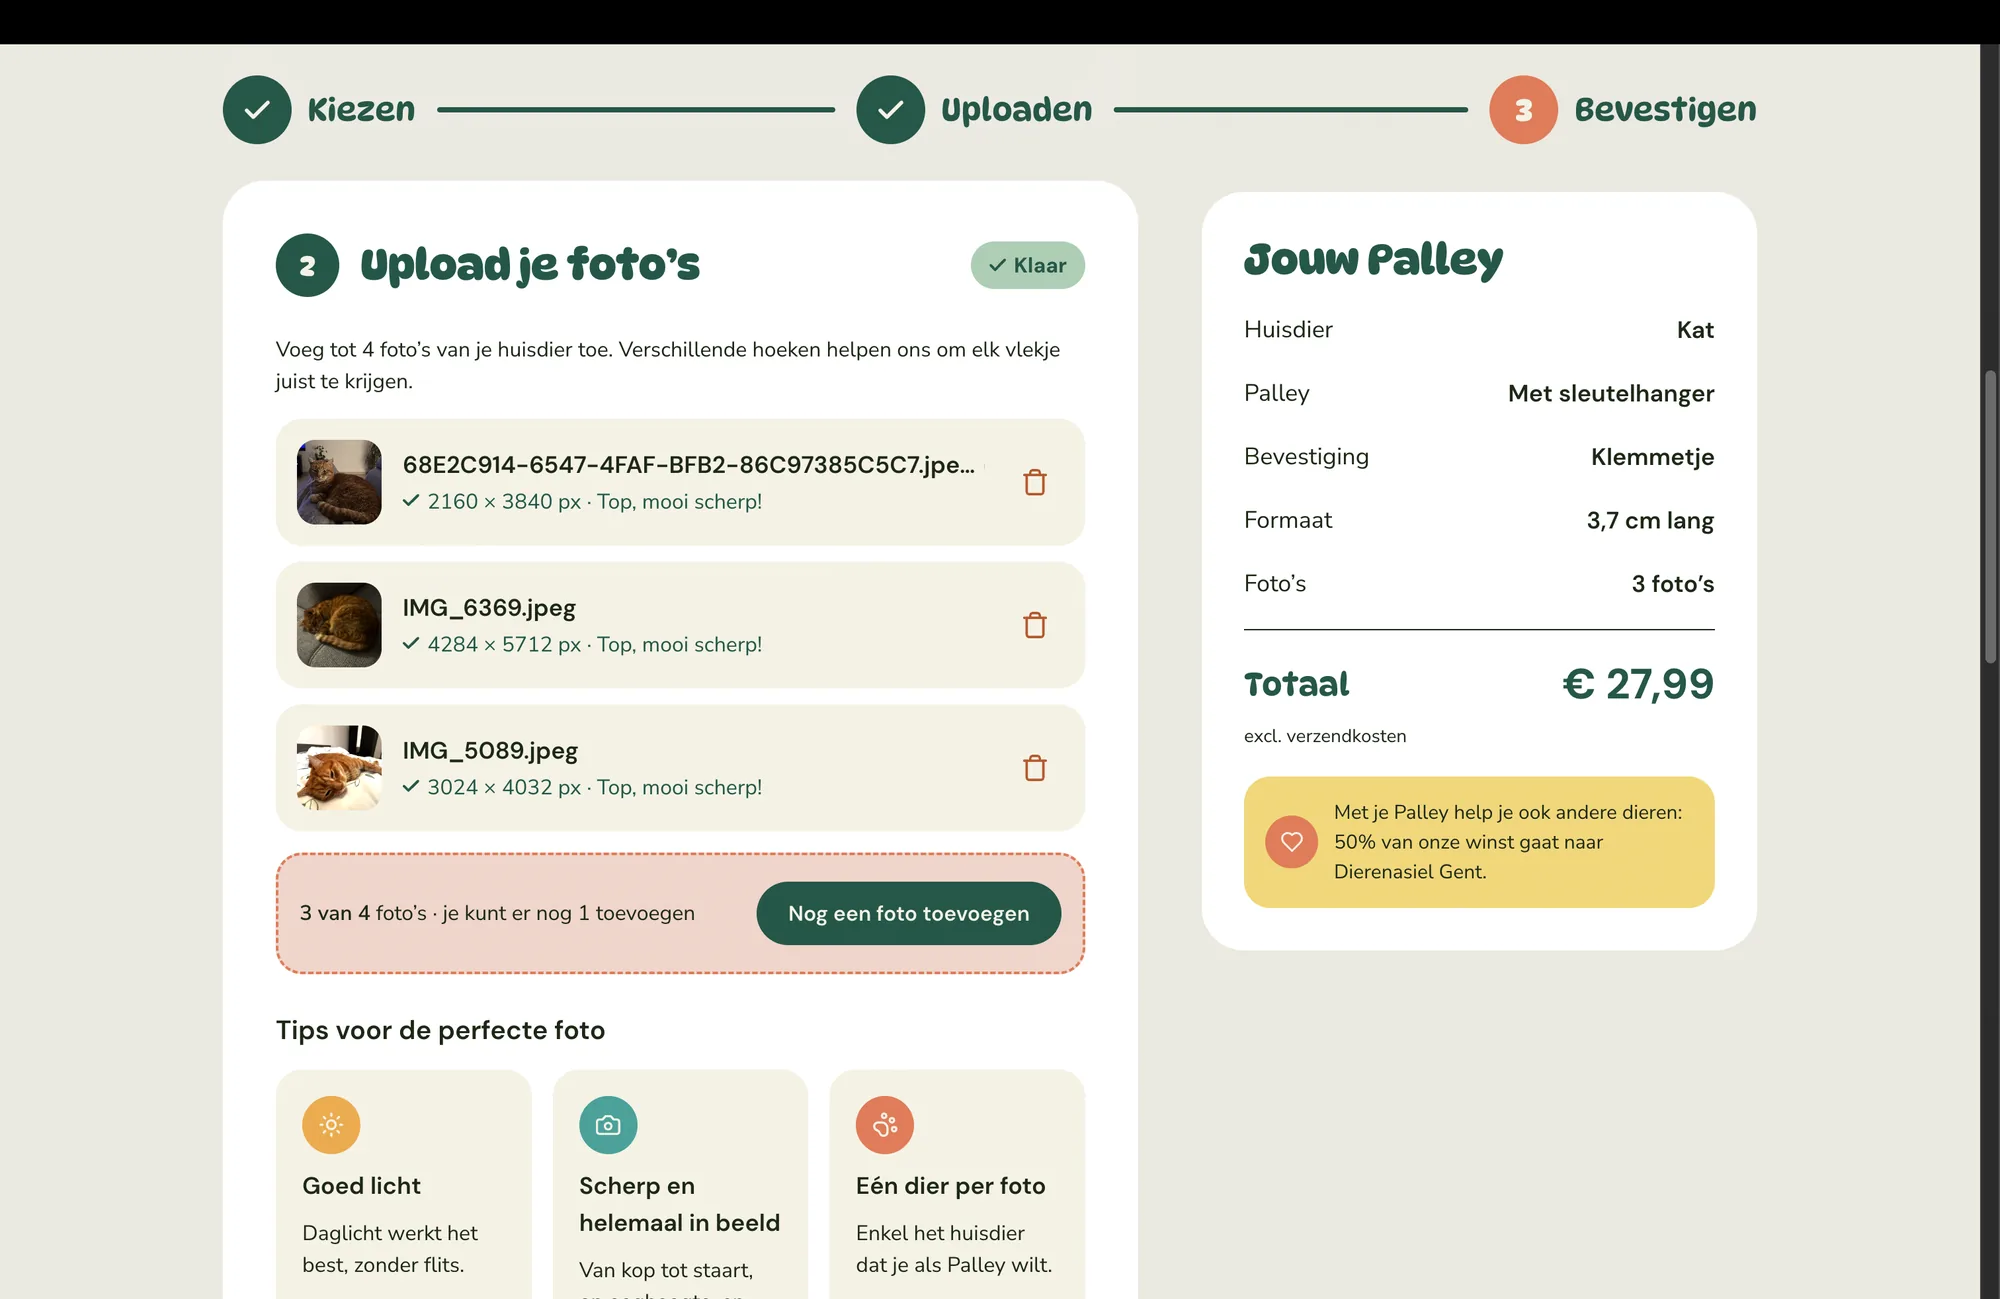 Kiezen
Uploaden
3 Bevestigen
2 Upload je foto's
Klaar
Voeg tot 4 foto's van je huisdier toe. Verschillende hoeken helpen ons om elk vlekje
juist te krijgen.
68E2C914-6547-4FAF-BFB2-86C97385C5C7.jpe...
2160 × 3840 px · Top, mooi scherp!
IMG_6369.jpeg
4284 × 5712 px · Top, mooi scherp!
IMG_5089.jpeg
3024 × 4032 px · Top, mooi scherp!
3 van 4 foto's · je kunt er nog 1 toevoegen
Nog een foto toevoegen
Tips voor de perfecte foto
Goed licht
Daglicht werkt het
best, zonder flits.
Scherp en
helemaal in beeld
Van kop tot staart,
Eén dier per foto
Enkel het huisdier
dat je als Palley wilt.
Jouw Palley
Huisdier Kat
Palley Met sleutelhanger
Bevestiging Klemmetje
Formaat 3,7 cm lang
Foto's 3 foto's
Totaal € 27,99
excl. verzendkosten
Met je Palley help je ook andere dieren:
50% van onze winst gaat naar
Dierenasiel Gent.